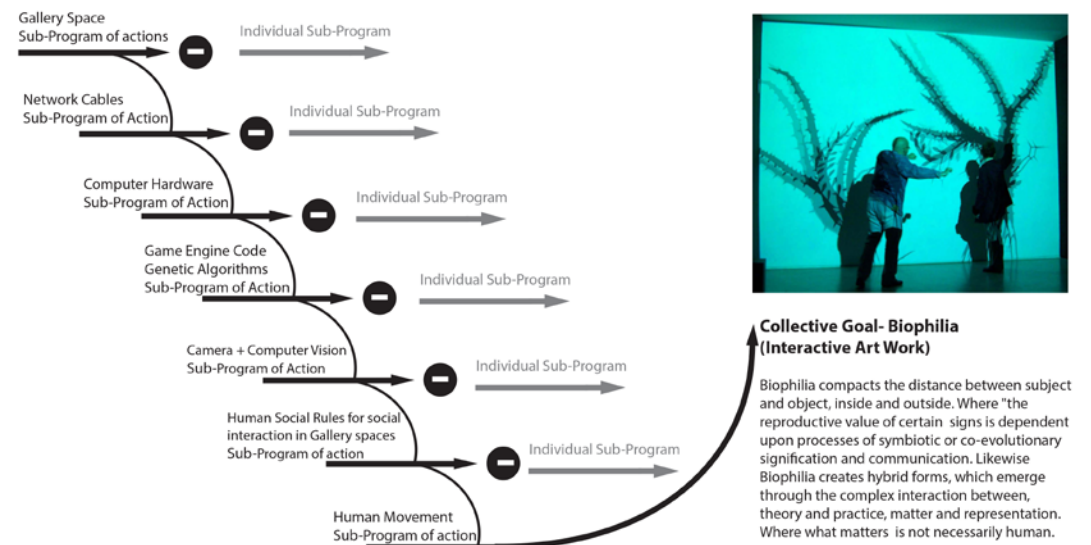 Gallery Space
Sub-Program of actions
Individual Sub-Program
Network Cables
Sub-Program of Action
Individual Sub-Program
Computer Hardware
Sub-Program of Action
Individual Sub-Program
Game Engine Code
Genetic Algorithms
Sub-Program of Action
Individual Sub-Program
Camera + Computer Vision
Sub-Program of Action
Individual Sub-Program
Human Social Rules for social
interaction in Gallery spaces
Sub-Program of action
Individual Sub-Program
Human Movement
Sub-Program of action
Collective Goal- Biophilia
(Interactive Art Work)
Biophilia compacts the distance between subject
and object, inside and outside. Where "the
reproductive value of certain signs is dependent
upon processes of symbiotic or co-evolutionary
signification and communication. Likewise
Biophilia creates hybrid forms, which emerge
through the complex interaction between,
theory and practice, matter and representation.
Where what matters is not necessarily human.